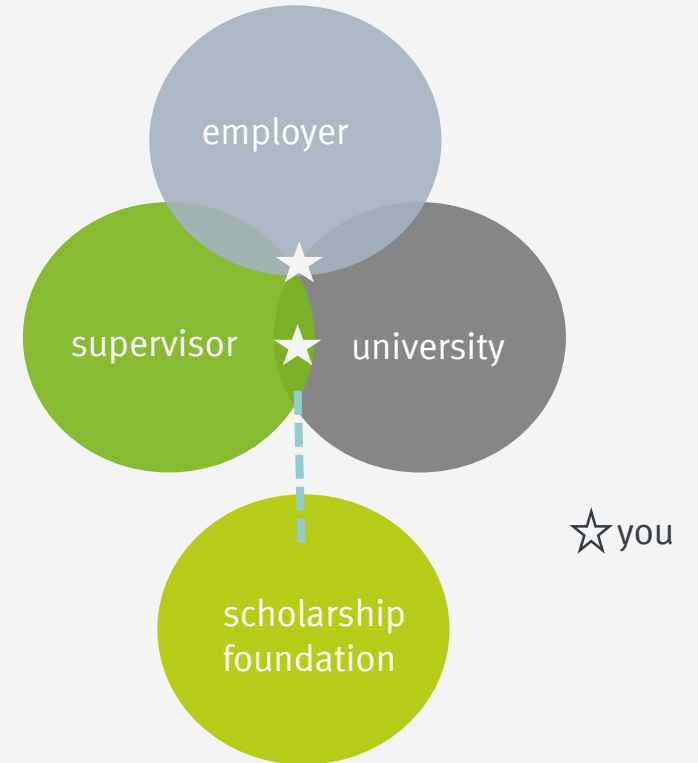 employer
supervisor
university
you
scholarship
foundation